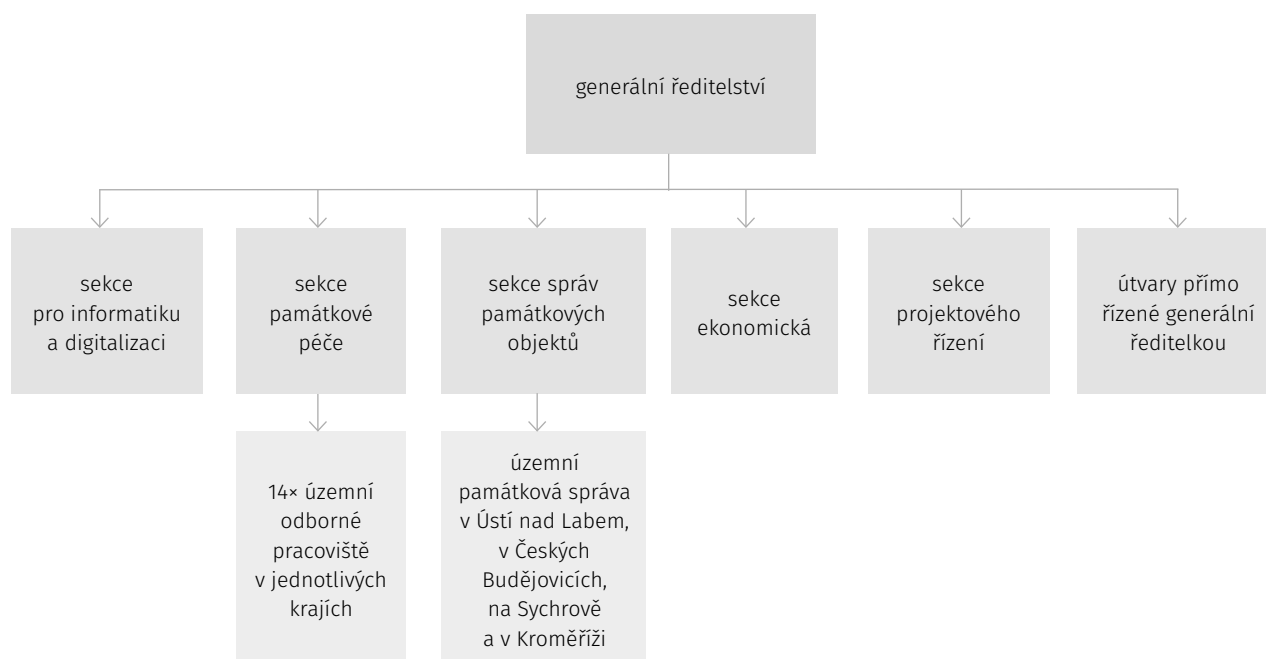 generální ředitelství
sekce
pro informatiku
a digitalizaci
sekce
památkové
péče
sekce správ
památkových
objektů
sekce
ekonomická
sekce
projektového
řízení
útvary přímo
řízené generální
ředitelkou
14× územní
odborné
pracoviště
v jednotlivých
krajích
územní
památková správa
v Ústí nad Labem,
v Českých
Budějovicích,
na Sychrově
a v Kroměříži